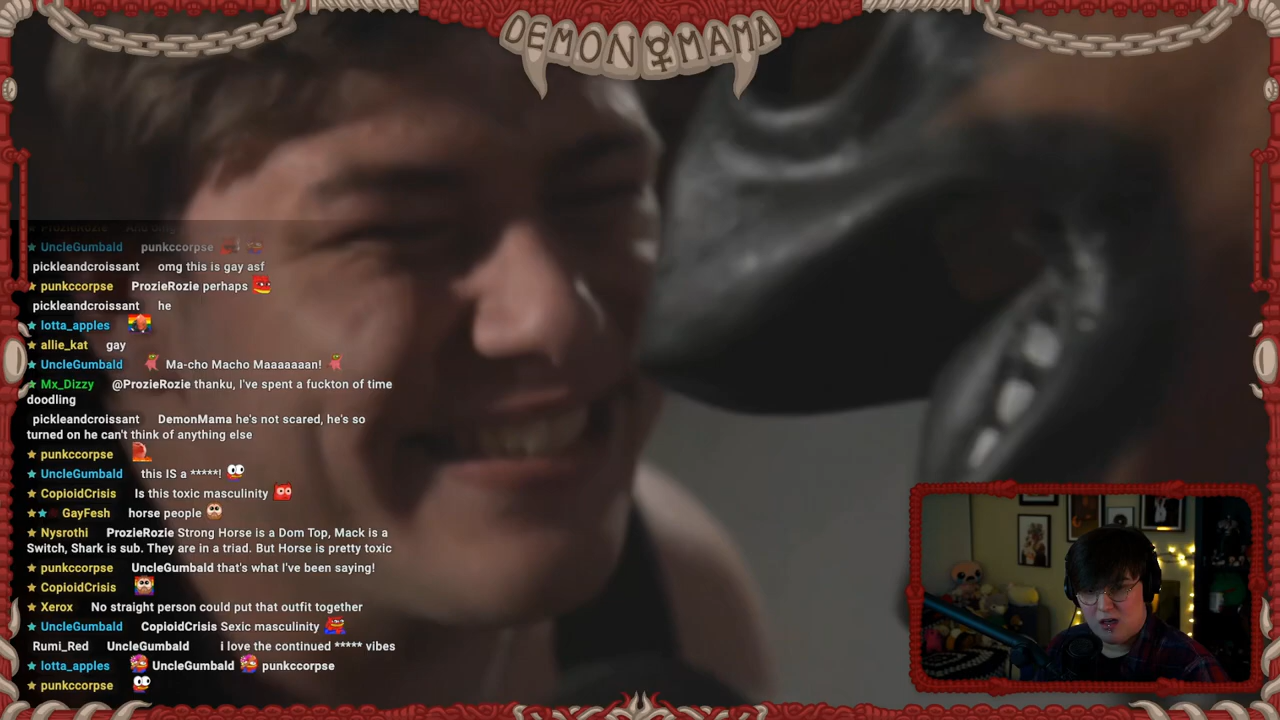 DEMON MAMA
ProzieRozie
UncleGumbald punkccorpse
pickleandcroissant omg this is gay asf
punkccorpse ProzieRozie perhaps
pickleandcroissant he
lotta_apples
allie_kat gay
UncleGumbald Ma-cho Macho Maaaaaaan!
Mx_Dizzy @ProzieRozie thanku, I've spent a fuckton of time
doodling
pickleandcroissant DemonMama he's not scared, he's so
turned on he can't think of anything else
punkccorpse
UncleGumbald this IS a *****!
CopioidCrisis Is this toxic masculinity
GayFesh horse people
Nysrothi ProzieRozie Strong Horse is a Dom Top, Mack is a
Switch, Shark is sub. They are in a triad. But Horse is pretty toxic
punkccorpse UncleGumbald that's what I've been saying!
CopioidCrisis
Xerox No straight person could put that outfit together
UncleGumbald CopioidCrisis Sexic masculinity
Rumi_Red UncleGumbald i love the continued ***** vibes
lotta_apples UncleGumbald punkccorpse
punkccorpse